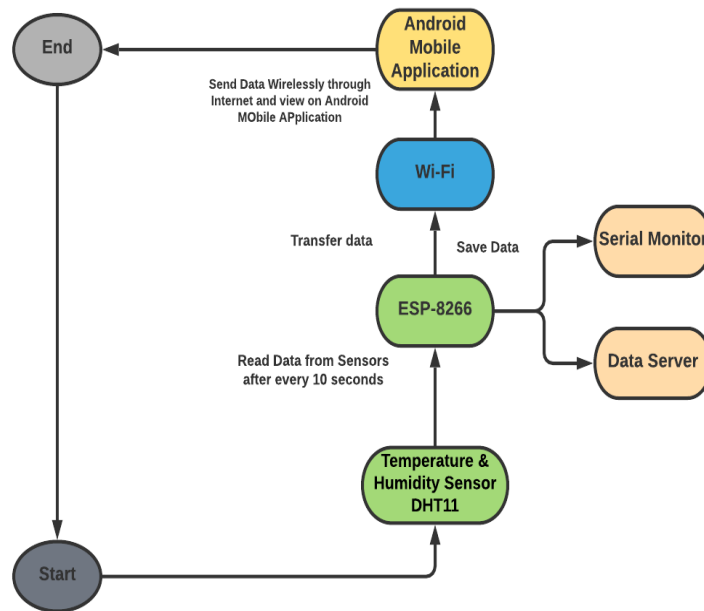 End
Android
Mobile
Application
Send Data Wirelessly through
Internet and view on Android
MObile APplication
Wi-Fi
Transfer data
Save Data
Serial Monitor
ESP-8266
Data Server
Read Data from Sensors
after every 10 seconds
Temperature &
Humidity Sensor
DHT11
Start